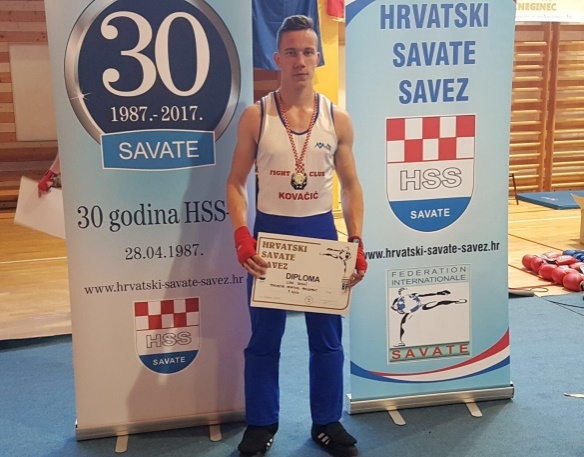 30
1987.-2017.
SAVATE
30 godina HSS-
28.04.1987.
www.hrvatski-savate-savez
HSS
SAVATE
FIGHT CLUB
KOVAČIĆ
HRVATSKI
SAVATE
SAVEZ
DIPLOMA
HRVATSKI
SAVATE
SAVEZ
HSS
SAVATE
www.hrvatski-savate-savez.hr
FEDERATION
INTERNATIONALE
SAVATE
NEGINEC